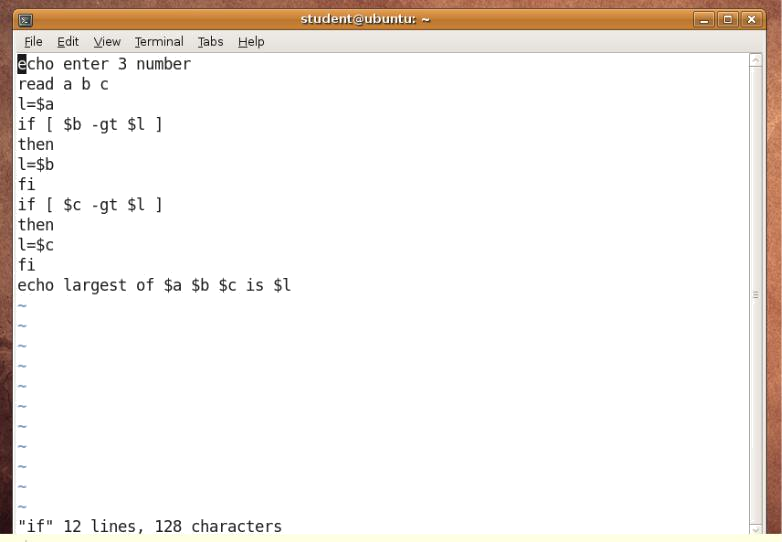 student@ubuntu: ~
File Edit View Terminal Tabs Help
echo enter 3 number
read a b c
l=$a
if [ $b -gt $l ]
then
l=$b
fi
if [ $c -gt $l ]
then
l=$c
fi
echo largest of $a $b $c is $l
~
~
~
~
~
~
~
~
~
~
~
"if" 12 lines, 128 characters